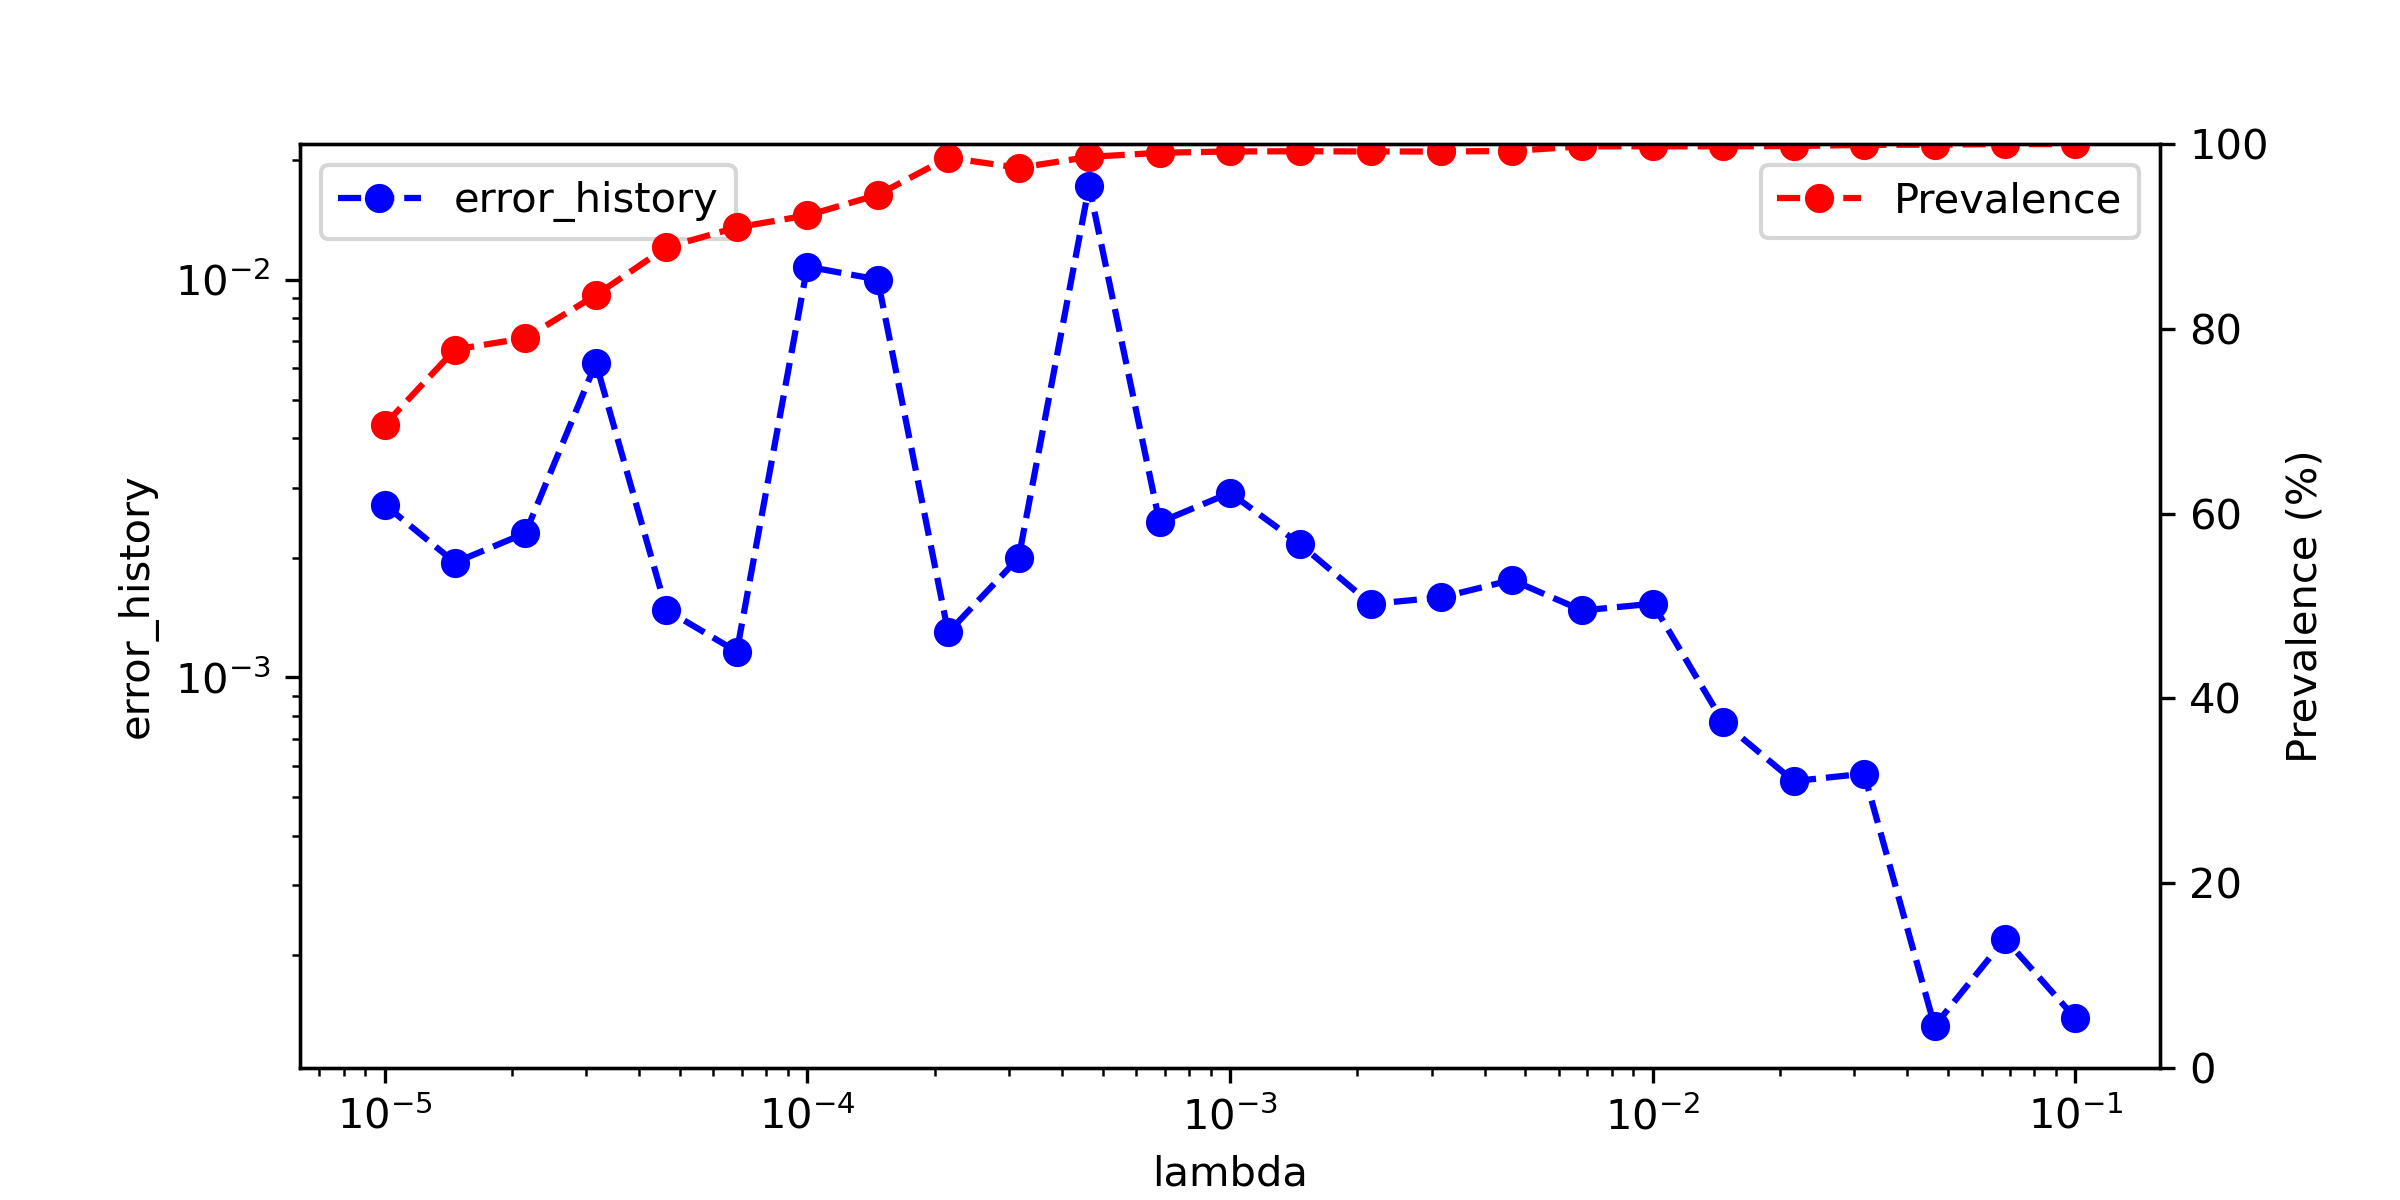 error_history
Prevalence
10⁻²
10⁻³
error_history
100
80
60
40
20
0
Prevalence (%)
10⁻⁵
10⁻⁴
10⁻³
10⁻²
10⁻¹
lambda